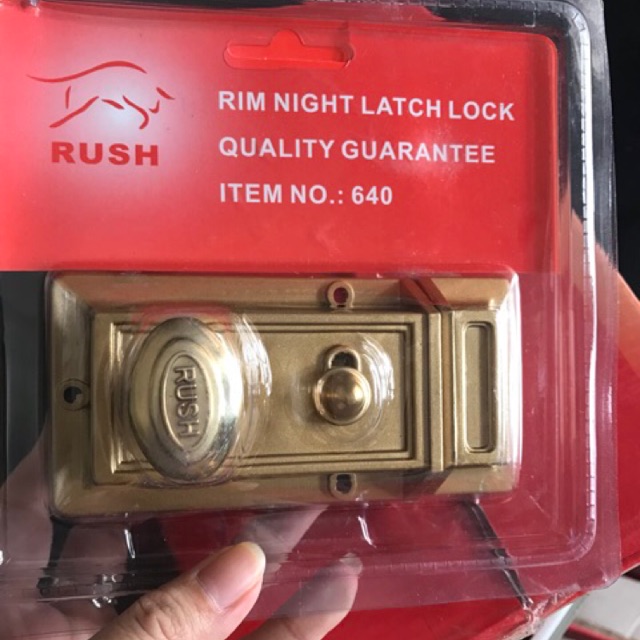 RUSH
RIM NIGHT LATCH LOCK
QUALITY GUARANTEE
ITEM NO.: 640
RUSH